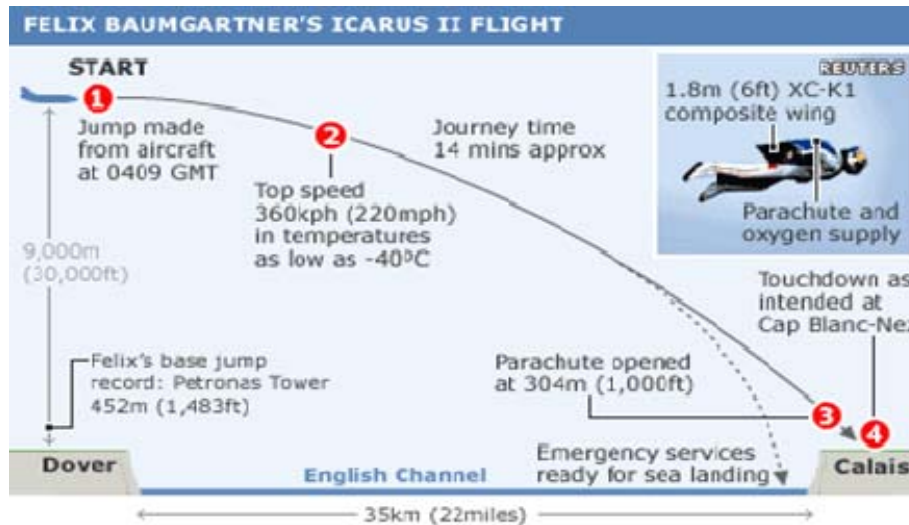 FELIX BAUMGARTNER'S ICARUS II FLIGHT
START
1
Jump made
from aircraft
at 0409 GMT
2
Top speed
360kph (220mph)
in temperatures
as low as -40ºC
Journey time
14 mins approx
REUTERS
1.8m (6ft) XC-K1
composite wing
Parachute and
oxygen supply
9,000m
(30,000ft)
Felix's base jump
record: Petronas Tower
452m (1,483ft)
Touchdown as
intended at
Cap Blanc-Nez
Parachute opened
at 304m (1,000ft)
3
4
Emergency services
ready for sea landing
Dover
English Channel
Calais
35km (22miles)